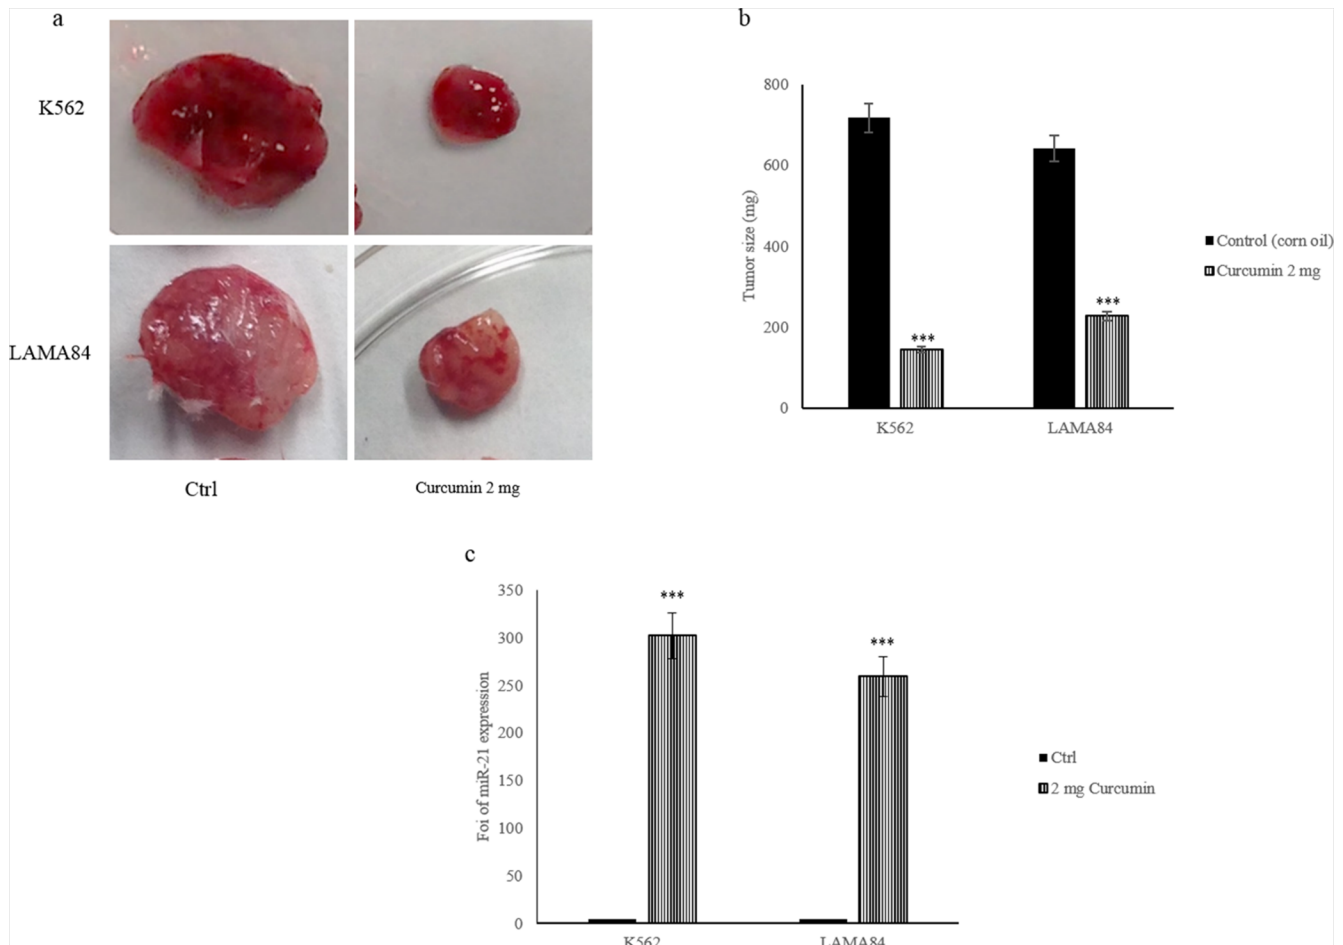 a
K562
LAMA84
Ctrl
Curcumin 2 mg
b
Tumor size (mg)
800
600
400
200
0
***
***
K562
LAMA84
Control (corn oil)
Curcumin 2 mg
c
Foi of miR-21 expression
350
300
250
200
150
100
50
0
***
***
K562
LAMA84
Ctrl
2 mg Curcumin